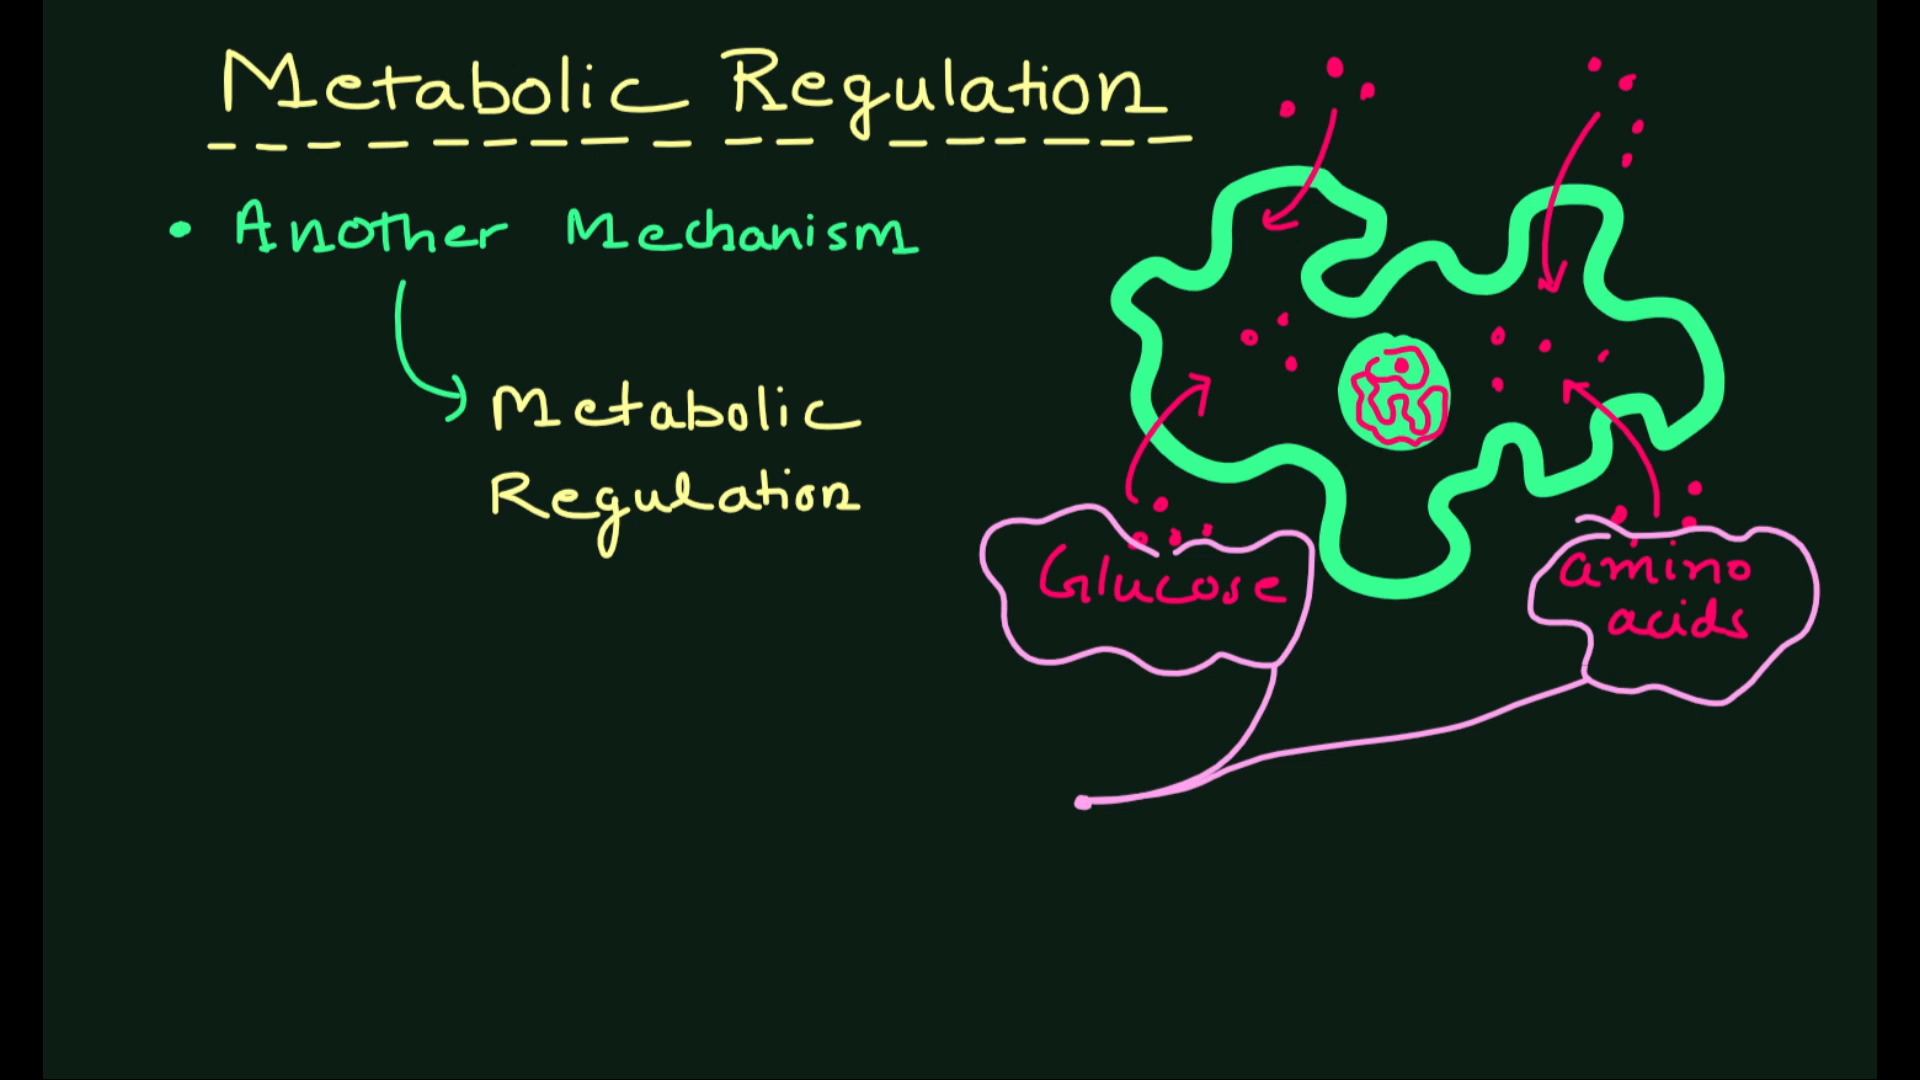 Metabolic Regulation
• Another Mechanism
Metabolic
Regulation
Glucose
amino
acids